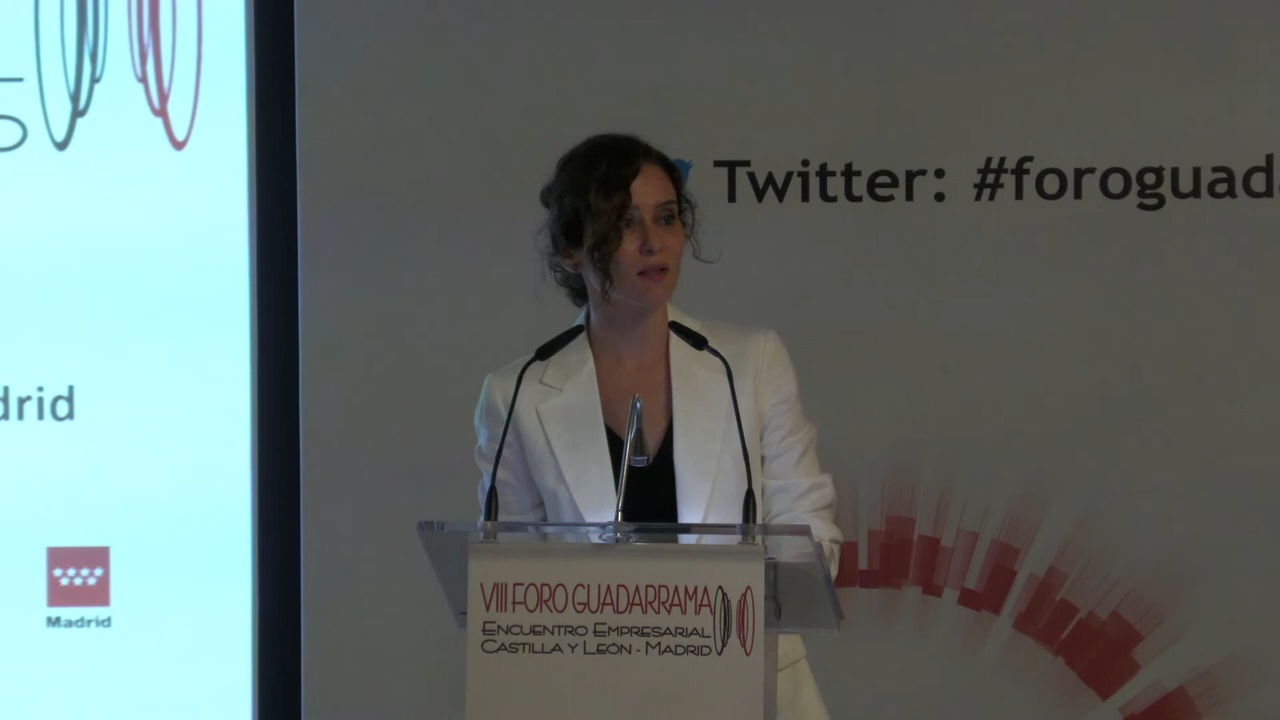 Twitter: #foroguad
drid
Madrid
VIII FORO GUADARRAMA
ENCUENTRO EMPRESARIAL
CASTILLA Y LEÓN - MADRID